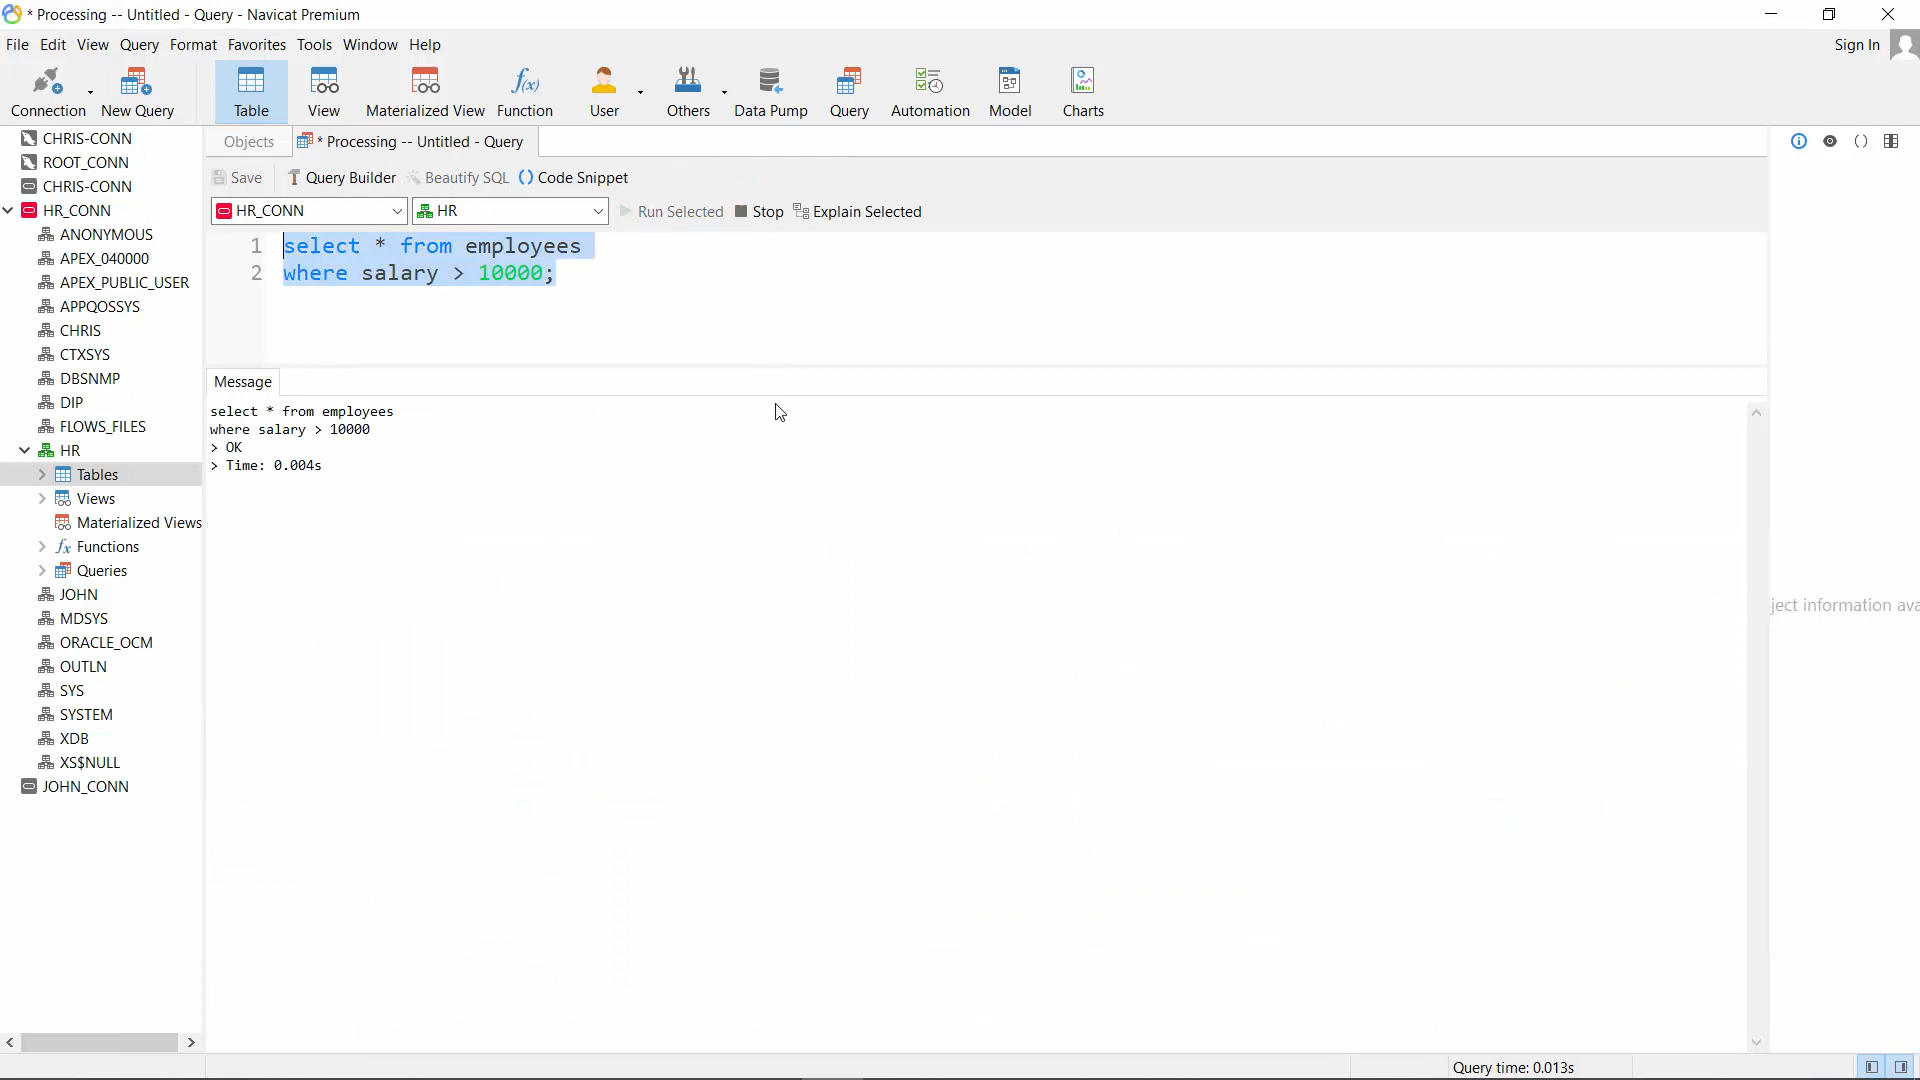 * Processing -- Untitled - Query - Navicat Premium
File Edit View Query Format Favorites Tools Window Help
Sign In
Connection New Query Table View Materialized View Function User Others Data Pump Query Automation Model Charts
CHRIS-CONN
ROOT_CONN
CHRIS-CONN
HR_CONN
ANONYMOUS
APEX_040000
APEX_PUBLIC_USER
APPQOSSYS
CHRIS
CTXSYS
DBSNMP
DIP
FLOWS_FILES
HR
Tables
Views
Materialized Views
Functions
Queries
JOHN
MDSYS
ORACLE_OCM
OUTLN
SYS
SYSTEM
XDB
XS$NULL
JOHN_CONN
Objects * Processing -- Untitled - Query
Save Query Builder Beautify SQL () Code Snippet
HR_CONN HR Run Selected Stop Explain Selected
1 select * from employees
2 where salary > 10000;
Message
select * from employees
where salary > 10000
> OK
> Time: 0.004s
ject information ava
Query time: 0.013s